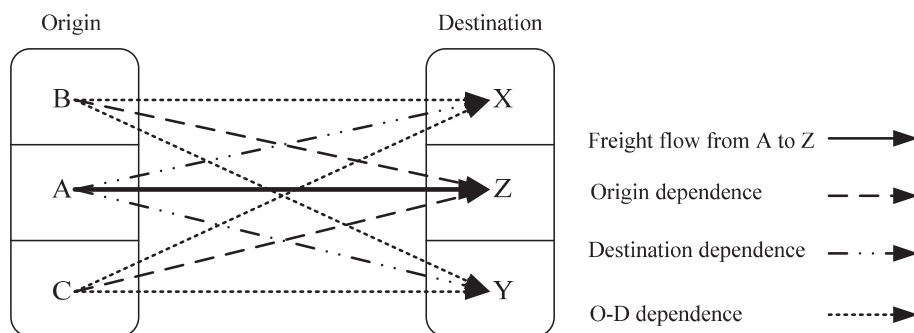 Origin
Destination
B
X
A
Z
C
Y
Freight flow from A to Z
Origin dependence
Destination dependence
O-D dependence